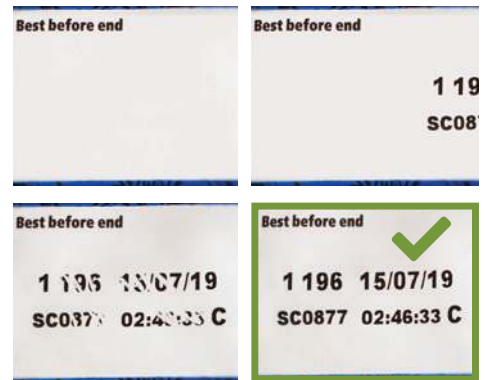 Best before end
Best before end
1 19
SC087
Best before end
1
C
Best before end
1 196 15/07/19
SC0877 02:46:33 C